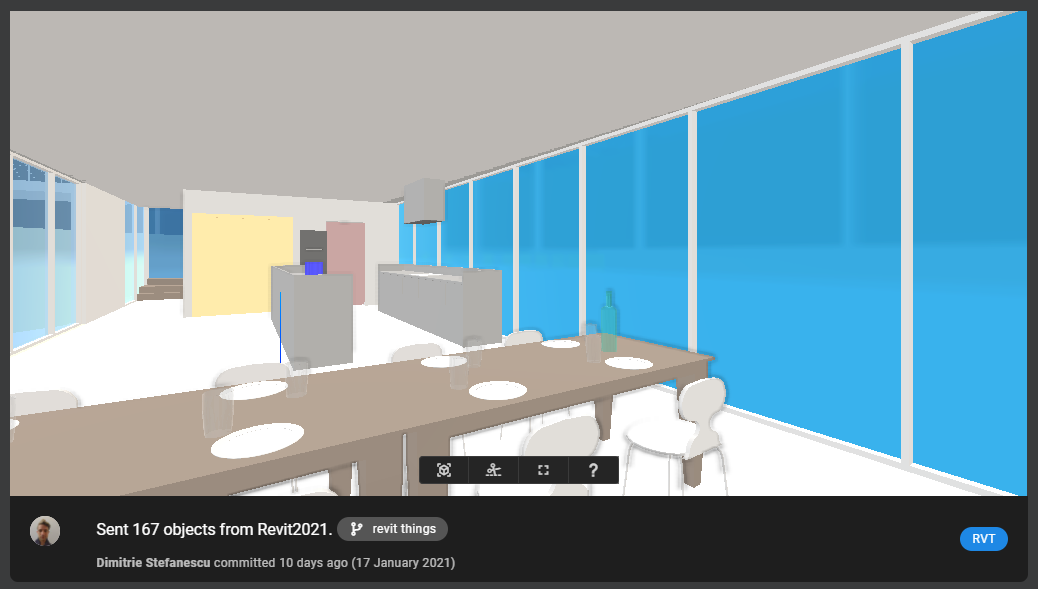 ?
Sent 167 objects from Revit2021. revit things
RVT
Dimitrie Stefanescu committed 10 days ago (17 January 2021)